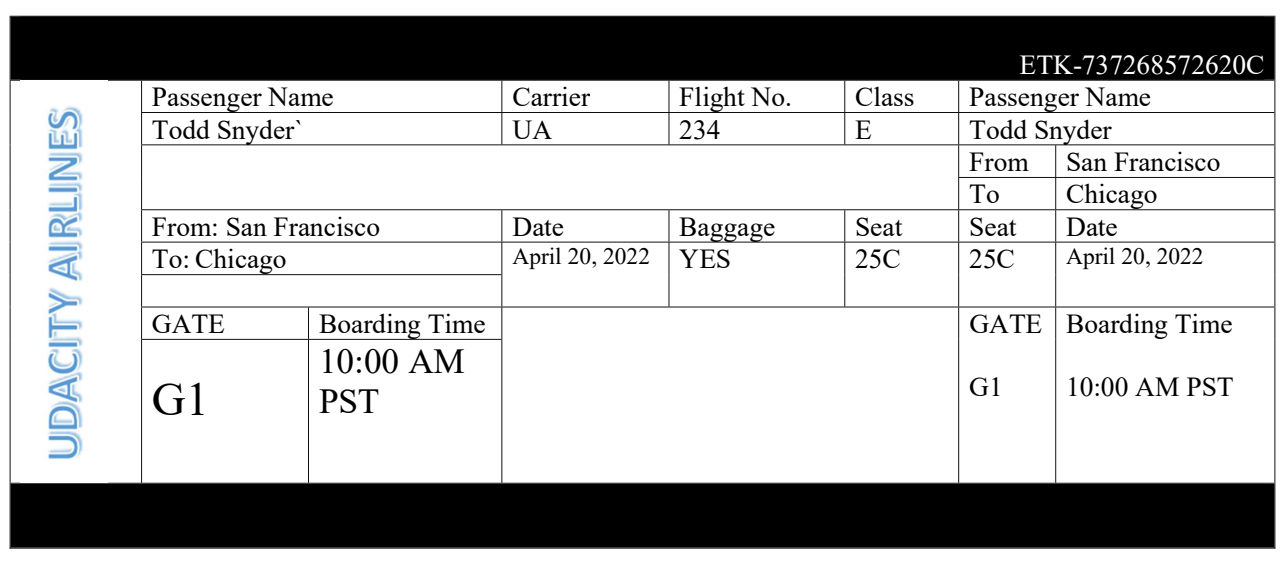 ETK-737268572620C
UDACITY AIRLINES
Passenger Name Carrier Flight No. Class Passenger Name
Todd Snyder` UA 234 E Todd Snyder
From San Francisco
To Chicago
From: San Francisco Date Baggage Seat Seat Date
To: Chicago April 20, 2022 YES 25C 25C April 20, 2022
GATE Boarding Time GATE Boarding Time
G1 10:00 AM PST G1 10:00 AM PST